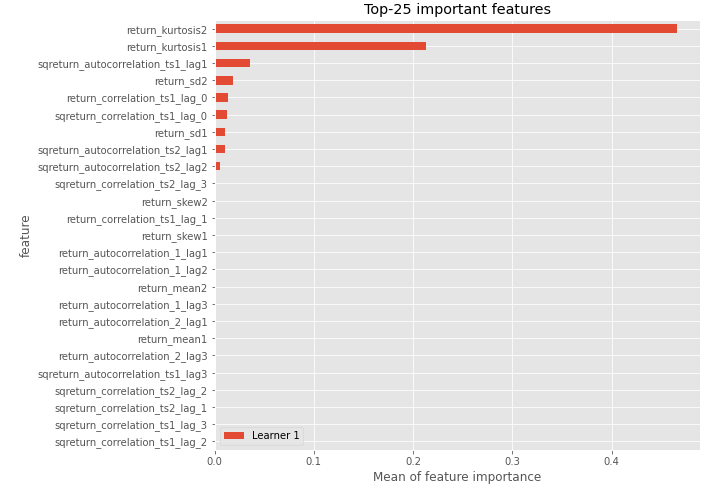 Top-25 important features
return_kurtosis2
return_kurtosis1
sqreturn_autocorrelation_ts1_lag1
return_sd2
return_correlation_ts1_lag_0
sqreturn_correlation_ts1_lag_0
return_sd1
sqreturn_autocorrelation_ts2_lag1
sqreturn_autocorrelation_ts2_lag2
sqreturn_correlation_ts2_lag_3
return_skew2
return_correlation_ts1_lag_1
return_skew1
return_autocorrelation_1_lag1
return_autocorrelation_1_lag2
return_mean2
return_autocorrelation_1_lag3
return_autocorrelation_2_lag1
return_mean1
return_autocorrelation_2_lag3
sqreturn_autocorrelation_ts1_lag3
sqreturn_correlation_ts2_lag_2
sqreturn_correlation_ts2_lag_1
sqreturn_correlation_ts1_lag_3
sqreturn_correlation_ts1_lag_2
feature
Learner 1
0.0 0.1 0.2 0.3 0.4
Mean of feature importance